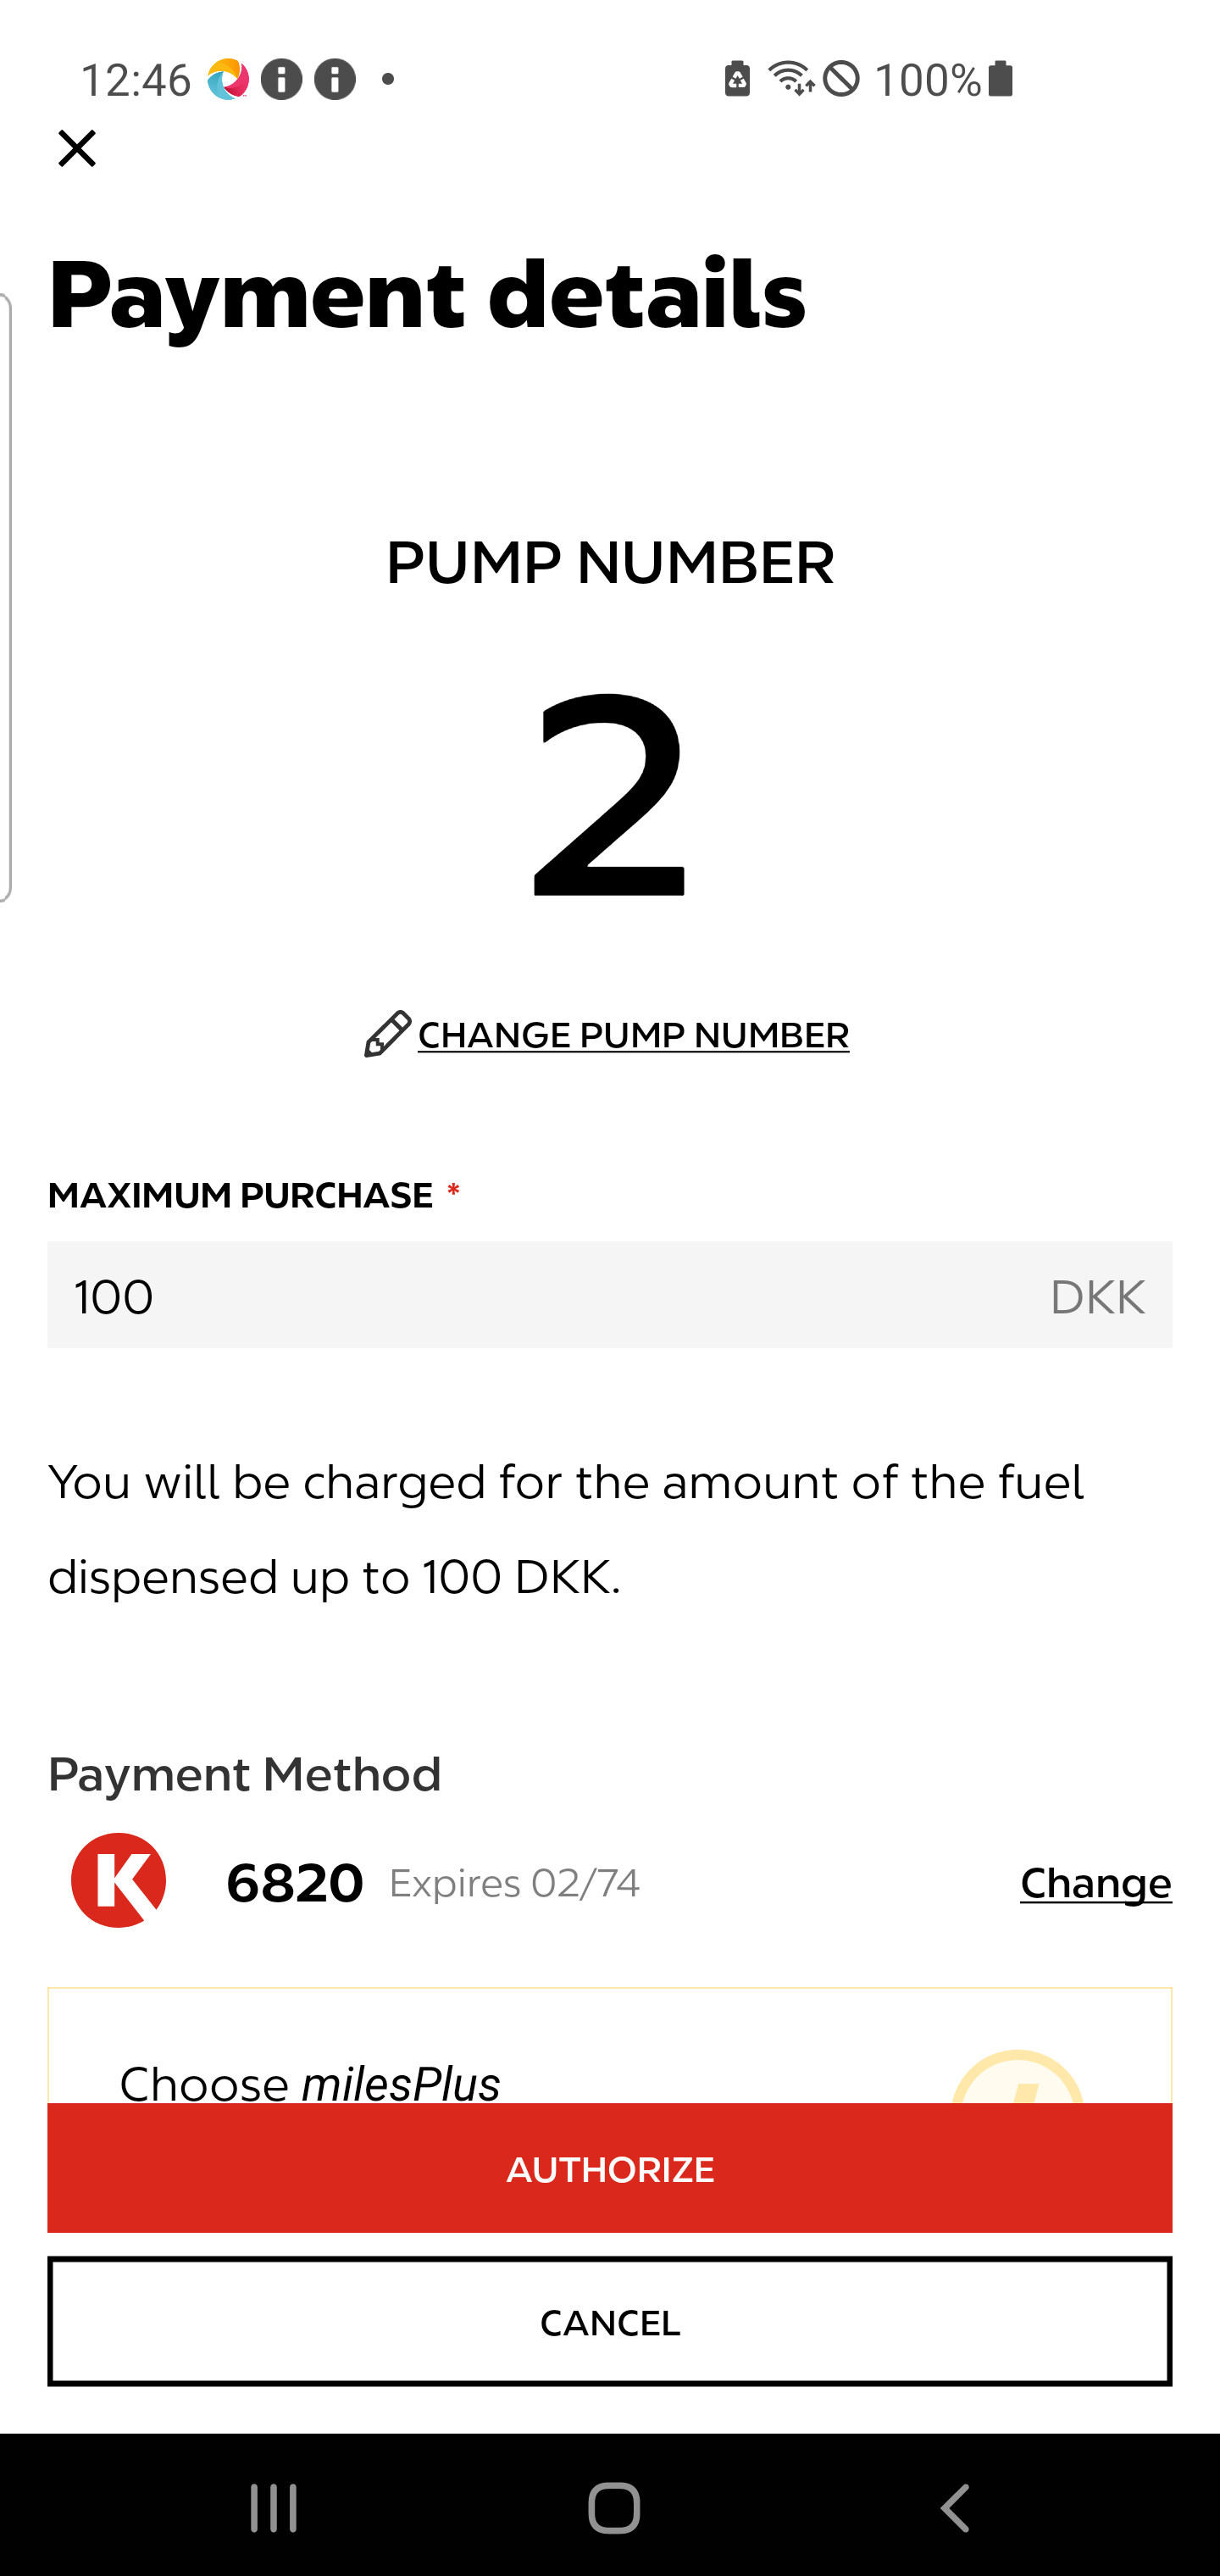 12:46
100%
Payment details
PUMP NUMBER
2
CHANGE PUMP NUMBER
MAXIMUM PURCHASE *
100 DKK
You will be charged for the amount of the fuel
dispensed up to 100 DKK.
Payment Method
6820 Expires 02/74 Change
Choose milesPlus
AUTHORIZE
CANCEL